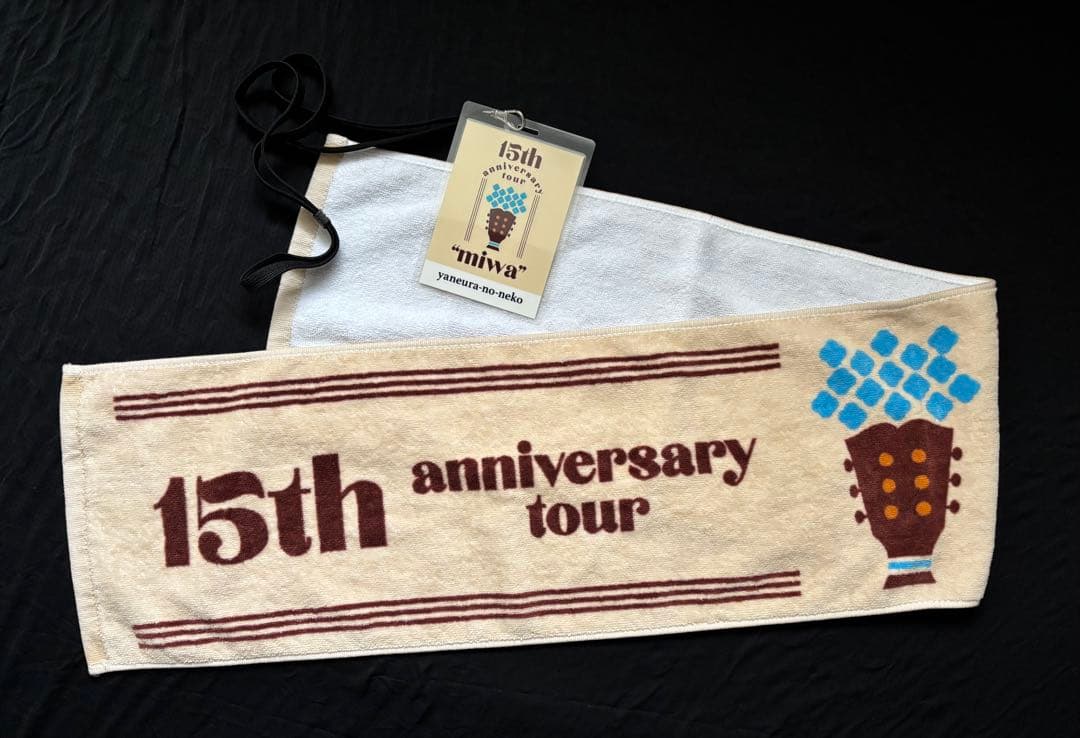 15th
anniversary
tour
“miwa”
yaneura-no-neko
15th anniversary
tour